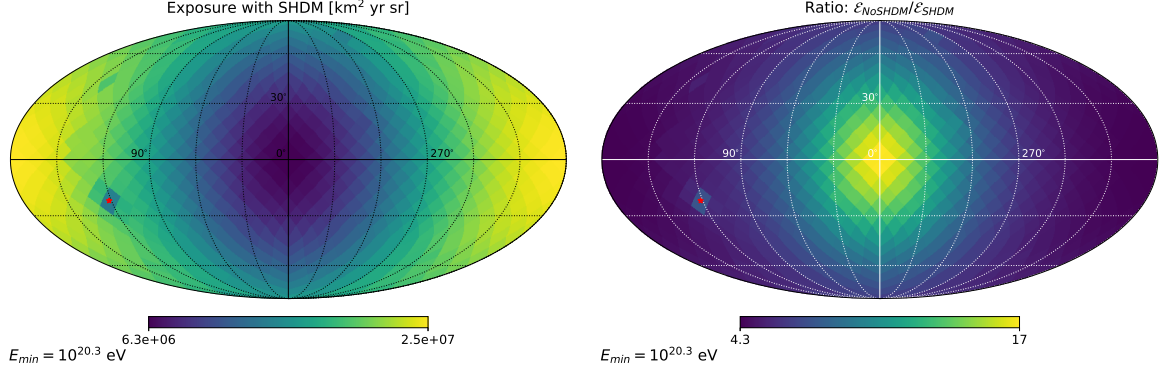 Exposure with SHDM [km² yr sr]
30°
90° 0° 270°
6.3e+06 2.5e+07
E_min = 10^20.3 eV
Ratio: ℰ_NoSHDM/ℰ_SHDM
30°
90° 0° 270°
4.3 17
E_min = 10^20.3 eV